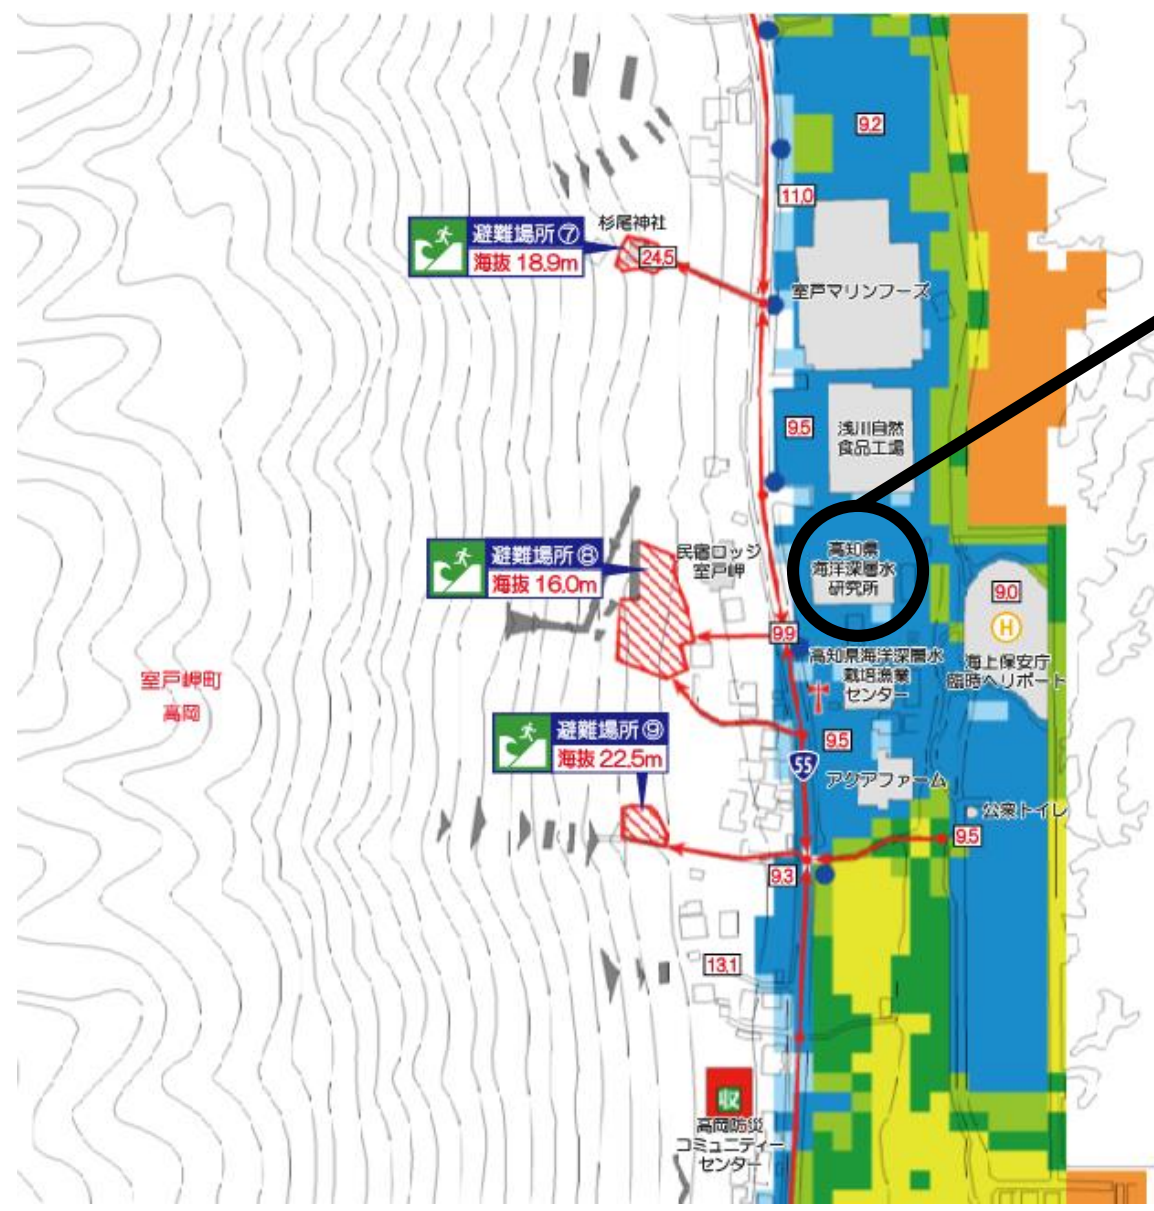 9.2
11.0
杉尾神社
避難場所⑦
海抜 18.9m
24.5
室戸マリンフーズ
9.5
浅川自然
食品工場
避難場所⑧
海抜 16.0m
民宿ロッジ
室戸岬
高知県
海洋深層水
研究所
9.0
H
9.9
海上保安庁
臨時ヘリポート
高知県海洋深層水
栽培漁業
センター
室戸岬町
高岡
避難場所⑨
海抜 22.5m
9.5
55
アクアファーム
公衆トイレ
9.5
9.3
13.1
収
高岡防災
コミュニティー
センター